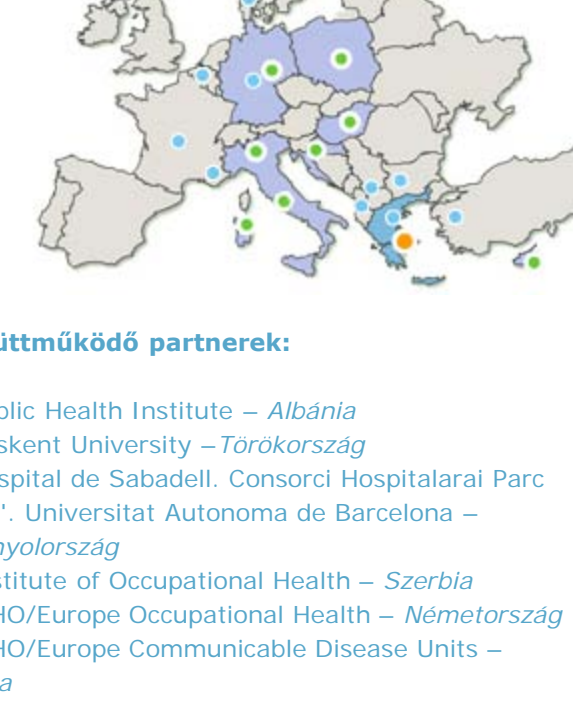 üttműködő partnerek:
blic Health Institute – Albánia
skent University –Törökország
spital de Sabadell. Consorci Hospitalarai Parc
'. Universitat Autonoma de Barcelona –
nyolország
stitute of Occupational Health – Szerbia
HO/Europe Occupational Health – Németország
HO/Europe Communicable Disease Units –
a